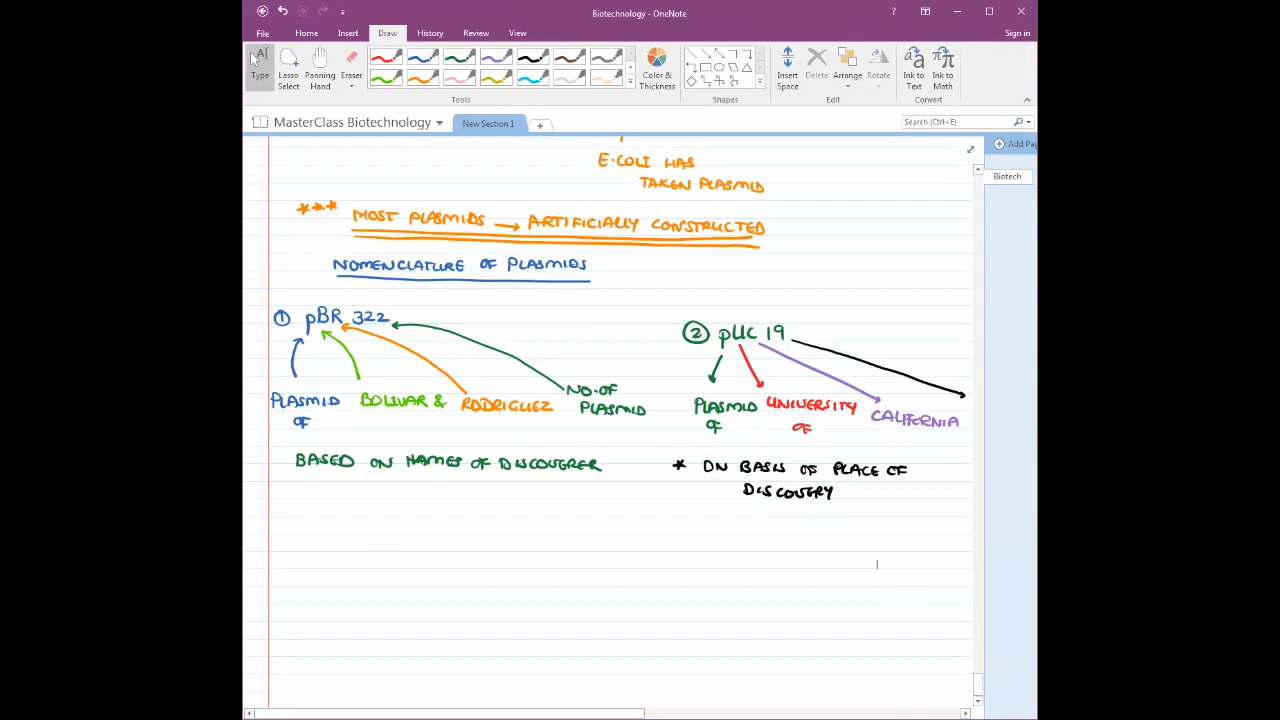 Biotechnology - OneNote
? 
Sign in
File Home Insert Draw History Review View
Type
Lasso Select
Panning Hand
Eraser
Color & Thickness
Insert Space
Delete
Arrange
Rotate
Ink to Text
Ink to Math
Tools
Shapes
Edit
Convert
MasterClass Biotechnology
New Section 1
Search (Ctrl+E)
Add Pag
Biotech
E.COLI HAS
TAKEN PLASMID
*** MOST PLASMIDS → ARTIFICIALLY CONSTRUCTED
NOMENCLATURE OF PLASMIDS
① pBR 322
PLASMID OF
BOLIVAR &
RODRIGUEZ
NO. OF PLASMID
BASED ON NAMES OF DISCOVERER
② pUC 19
PLASMID OF
UNIVERSITY OF
CALIFORNIA
* ON BASIS OF PLACE OF
DISCOVERY